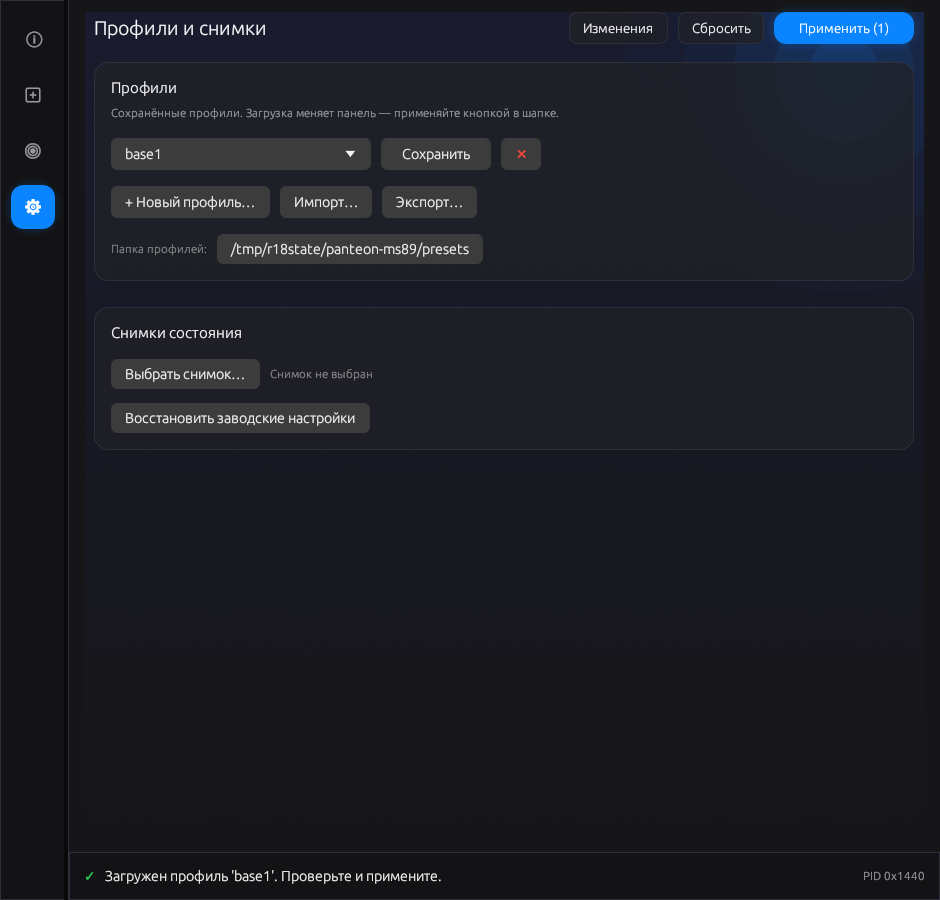 Профили и снимки
Изменения
Сбросить
Применить (1)
Профили
Сохранённые профили. Загрузка меняет панель — применяйте кнопкой в шапке.
base1
Сохранить
+ Новый профиль...
Импорт...
Экспорт...
Папка профилей:
/tmp/r18state/panteon-ms89/presets
Снимки состояния
Выбрать снимок...
Снимок не выбран
Восстановить заводские настройки
✓ Загружен профиль 'base1'. Проверьте и примените.
PID 0x1440